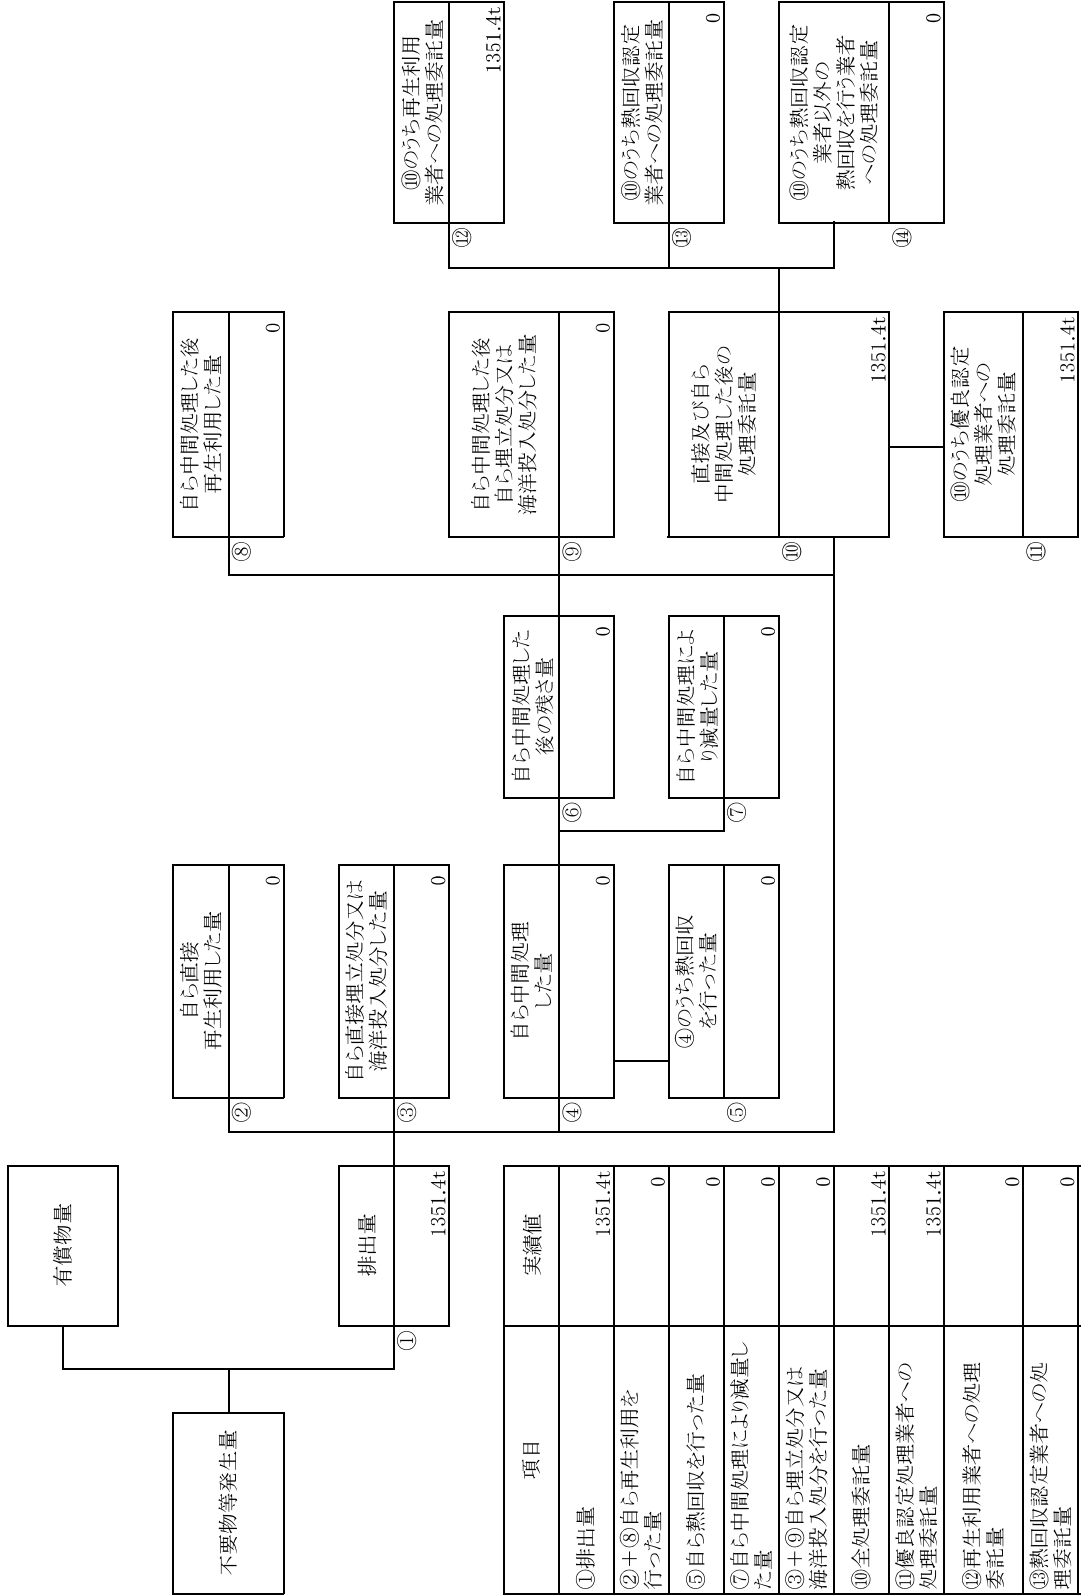 不要物等発生量
有償物量
排出量
①
1351.4t
自ら直接
再生利用した量
②
0
自ら直接埋立処分又は
海洋投入処分した量
③
0
自ら中間処理
した量
④
0
④のうち熱回収
を行った量
⑤
0
自ら中間処理した
後の残さ量
⑥
0
自ら中間処理によ
り減量した量
⑦
0
自ら中間処理した後
再生利用した量
⑧
0
自ら中間処理した後
自ら埋立処分又は
海洋投入処分した量
⑨
0
直接及び自ら
中間処理した後の
処理委託量
⑩
1351.4t
⑩のうち優良認定
処理業者への
処理委託量
⑪
1351.4t
⑩のうち再生利用
業者への処理委託量
⑫
1351.4t
⑩のうち熱回収認定
業者への処理委託量
⑬
0
⑩のうち熱回収認定
業者以外の
熱回収を行う業者
への処理委託量
⑭
0
項目
実績値
①排出量
1351.4t
②+⑧自ら再生利用を
行った量
0
⑤自ら熱回収を行った量
0
⑦自ら中間処理により減量し
た量
0
③+⑨自ら埋立処分又は
海洋投入処分を行った量
0
⑩全処理委託量
1351.4t
⑪優良認定処理業者への
処理委託量
1351.4t
⑫再生利用業者への処理
委託量
0
⑬熱回収認定業者への処
理委託量
0